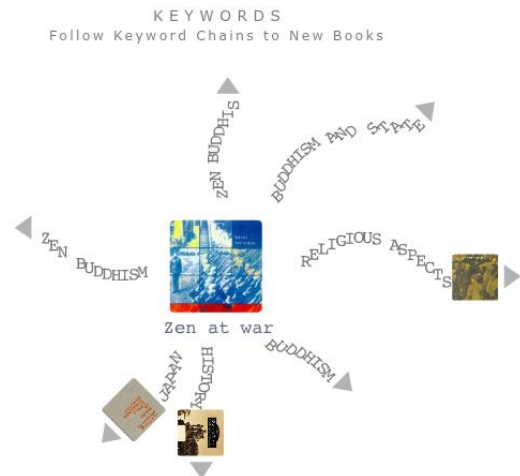 KEYWORDS
Follow Keyword Chains to New Books
ZEN BUDDHIS
BUDDHISM AND STATE
ZEN BUDDHISM
RELIGIOUS ASPECTS
Zen at war
BUDDHISM
JAPAN
HISTORY